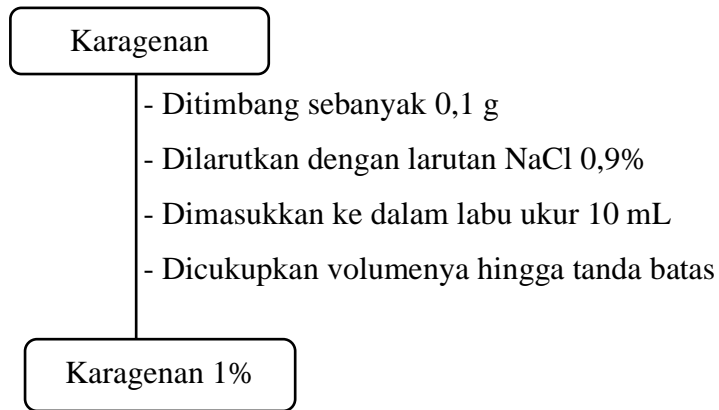 Karagenan
- Ditimbang sebanyak 0,1 g
- Dilarutkan dengan larutan NaCl 0,9%
- Dimasukkan ke dalam labu ukur 10 mL
- Dicukupkan volumenya hingga tanda batas
Karagenan 1%